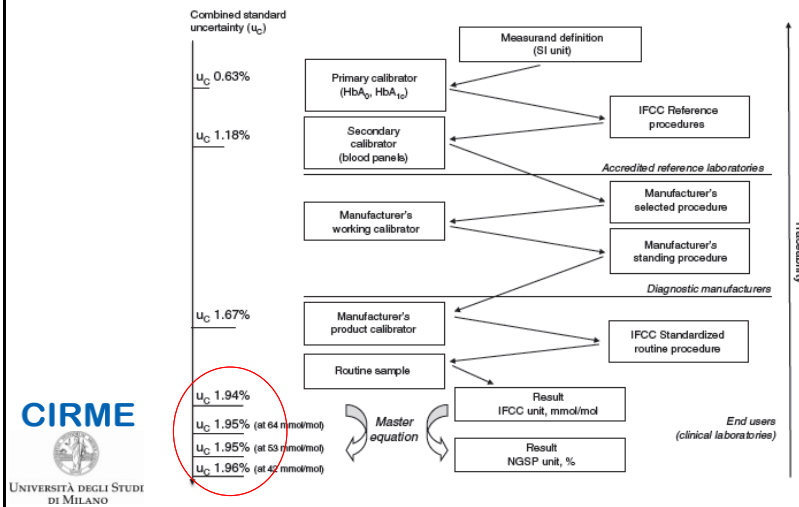 Combined standard
uncertainty (uC)
Measurand definition
(SI unit)
uC 0.63%
Primary calibrator
(HbA0, HbA1c)
IFCC Reference
procedures
uC 1.18%
Secondary
calibrator
(blood panels)
Accredited reference laboratories
Manufacturer's
selected procedure
Manufacturer's
working calibrator
Manufacturer's
standing procedure
Diagnostic manufacturers
uC 1.67%
Manufacturer's
product calibrator
IFCC Standardized
routine procedure
Routine sample
uC 1.94%
Result
IFCC unit, mmol/mol
uC 1.95% (at 64 mmol/mol)
Master
equation
End users
(clinical laboratories)
uC 1.95% (at 53 mmol/mol)
Result
NGSP unit, %
uC 1.96% (at 42 mmol/mol)
CIRME
UNIVERSITÀ DEGLI STUDI
DI MILANO